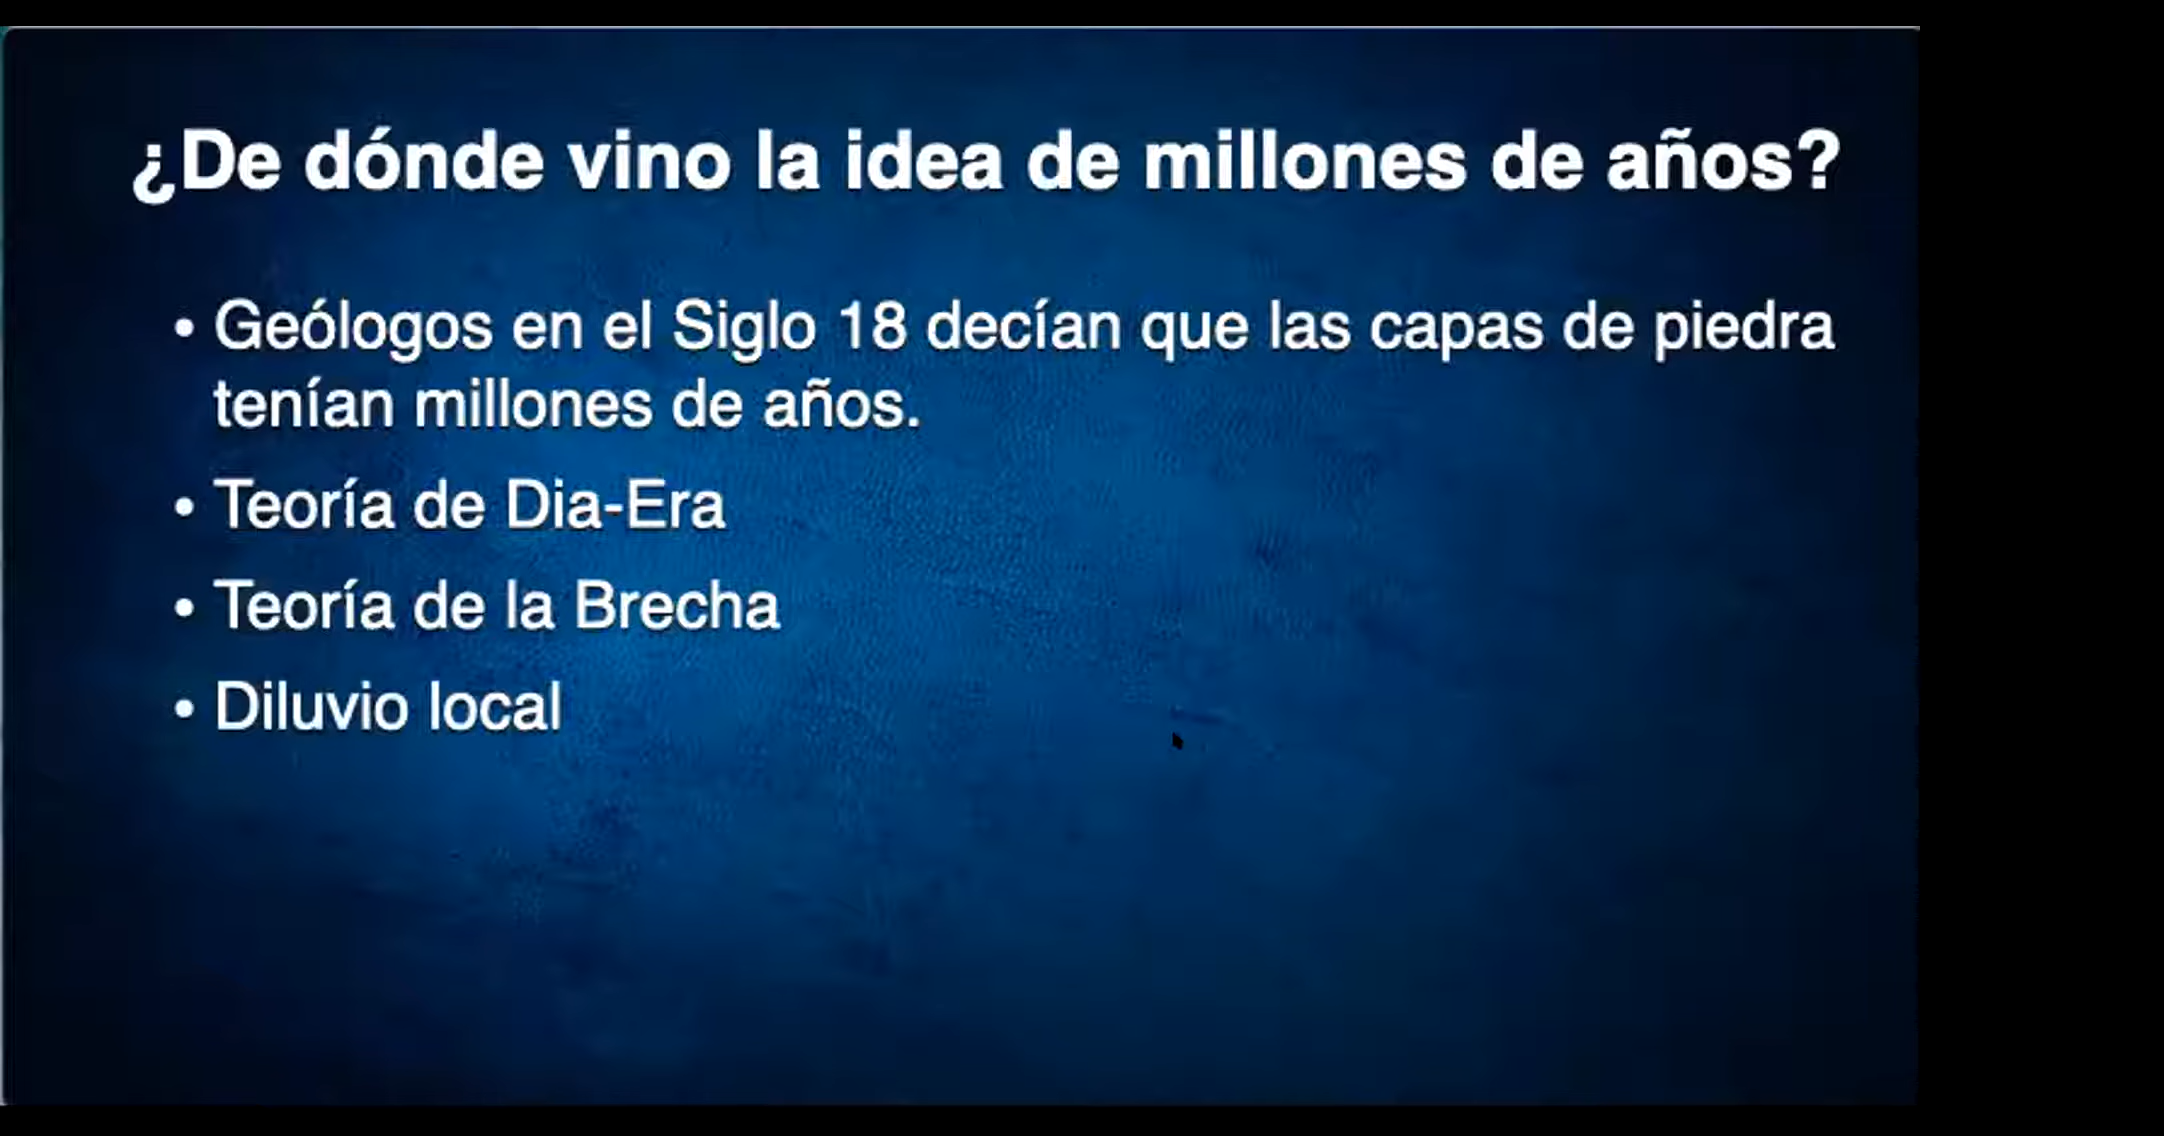 ¿De dónde vino la idea de millones de años?
• Geólogos en el Siglo 18 decían que las capas de piedra
tenían millones de años.
• Teoría de Dia-Era
• Teoría de la Brecha
• Diluvio local